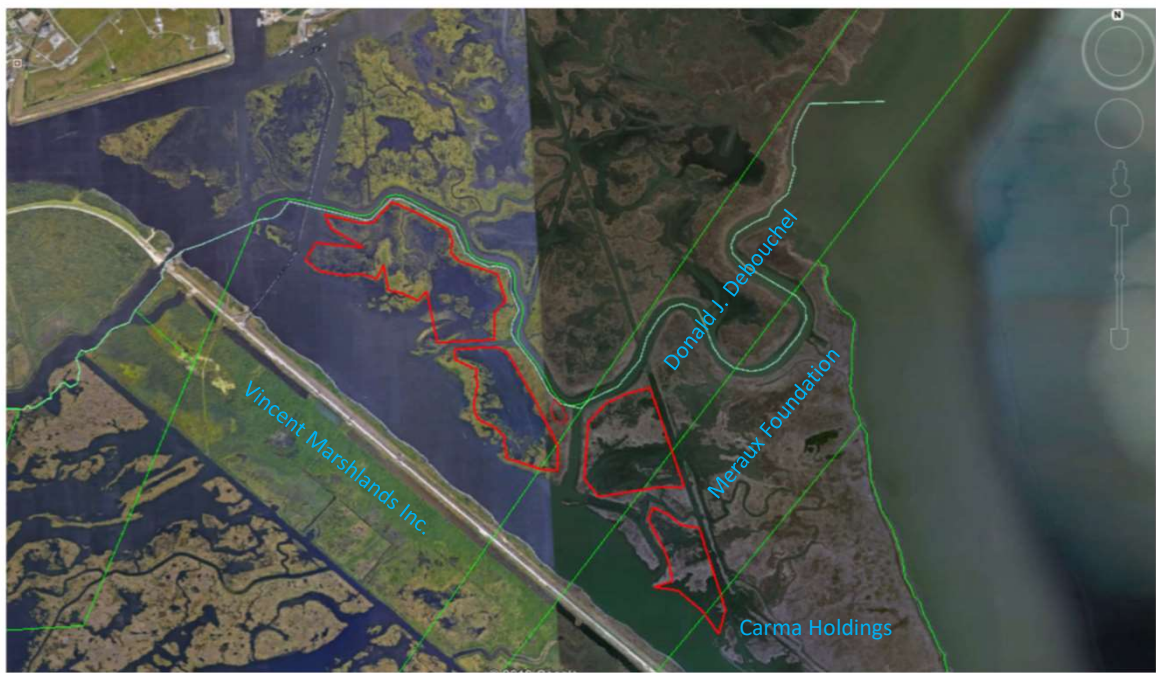 N
Donald J. Debouchel
Meraux Foundation
Vincent Marshlands Inc.
Carma Holdings